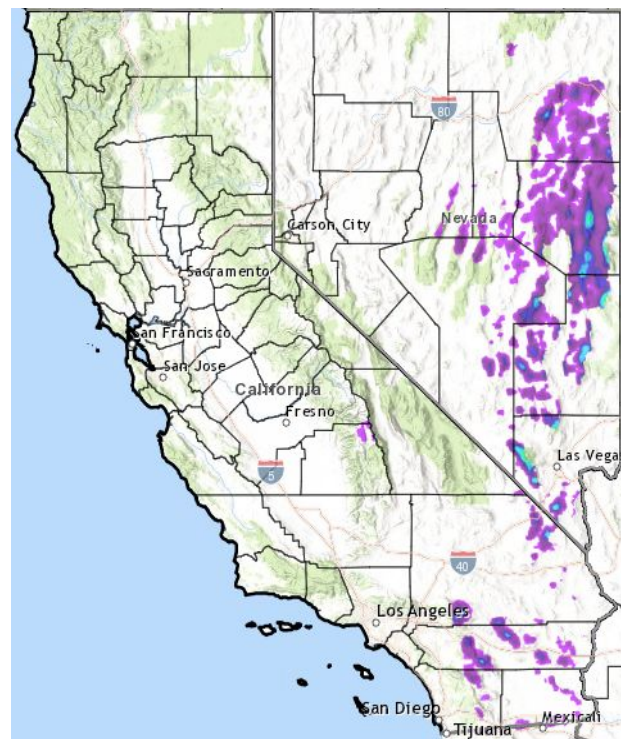 80
Carson City
Nevada
Sacramento
San Francisco
San Jose
California
Fresno
5
Las Vega
40
Los Angeles
San Diego
Mexicali
Tijuana